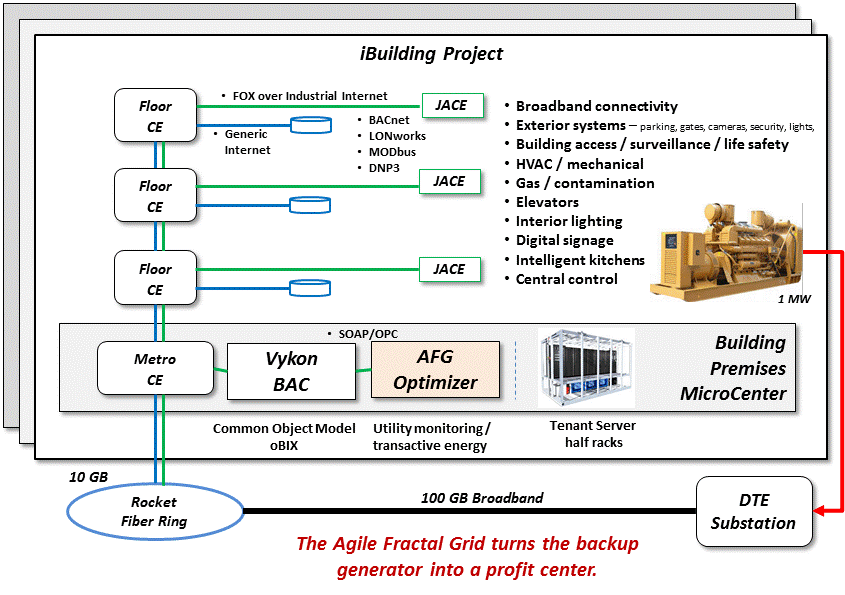 iBuilding Project
Floor
CE
• FOX over Industrial Internet
JACE
• Generic
Internet
• BACnet
• LONworks
• MODbus
• DNP3
• Broadband connectivity
• Exterior systems – parking, gates, cameras, security, lights,
• Building access / surveillance / life safety
• HVAC / mechanical
• Gas / contamination
• Elevators
• Interior lighting
• Digital signage
• Intelligent kitchens
• Central control
Floor
CE
JACE
Floor
CE
JACE
1 MW
• SOAP/OPC
Metro
CE
Vykon
BAC
AFG
Optimizer
Building
Premises
MicroCenter
Common Object Model
oBIX
Utility monitoring /
transactive energy
Tenant Server
half racks
10 GB
Rocket
Fiber Ring
100 GB Broadband
DTE
Substation
The Agile Fractal Grid turns the backup
generator into a profit center.